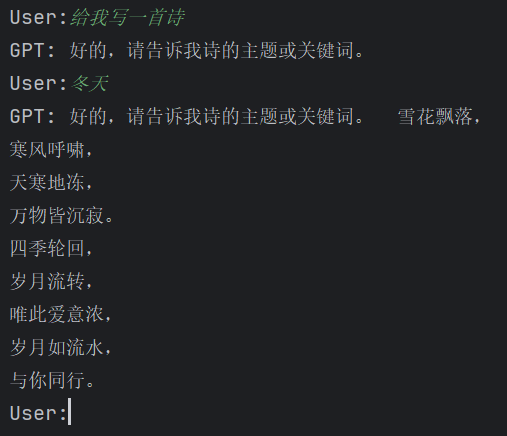 User:给我写一首诗
GPT: 好的，请告诉我诗的主题或关键词。
User:冬天
GPT: 好的，请告诉我诗的主题或关键词。  雪花飘落，
寒风呼啸，
天寒地冻，
万物皆沉寂。
四季轮回，
岁月流转，
唯此爱意浓，
岁月如流水，
与你同行。
User: